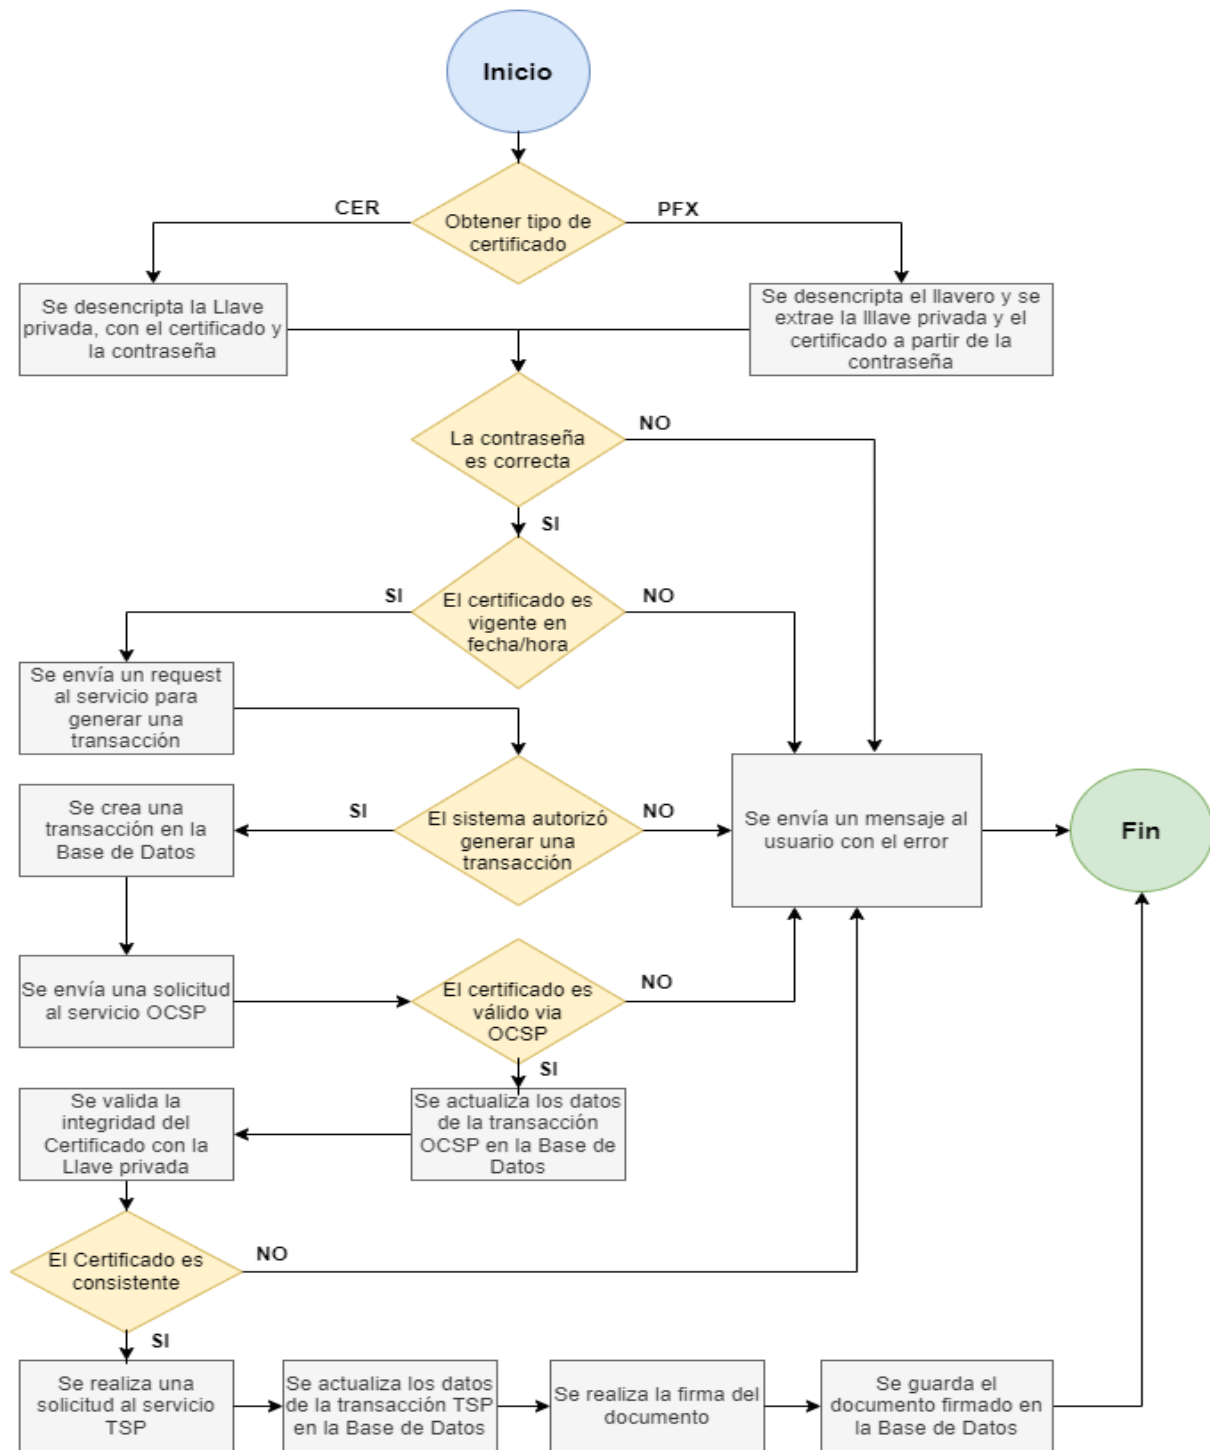 Inicio
CER
PFX
Obtener tipo de
certificado
Se desencripta la Llave
privada, con el certificado y
la contraseña
Se desencripta el llavero y se
extrae la lllave privada y el
certificado a partir de la
contraseña
La contraseña
es correcta
NO
SI
El certificado es
vigente en
fecha/hora
SI
NO
Se envía un request
al servicio para
generar una
transacción
Se crea una
transacción en la
Base de Datos
SI
El sistema autorizó
generar una
transacción
NO
Se envía un mensaje al
usuario con el error
Fin
Se envía una solicitud
al servicio OCSP
El certificado es
válido via
OCSP
NO
SI
Se valida la
integridad del
Certificado con la
Llave privada
Se actualiza los datos
de la transacción
OCSP en la Base de
Datos
El Certificado es
consistente
NO
SI
Se realiza una
solicitud al servicio
TSP
Se actualiza los datos
de la transacción TSP
en la Base de Datos
Se realiza la firma del
documento
Se guarda el
documento firmado en
la Base de Datos